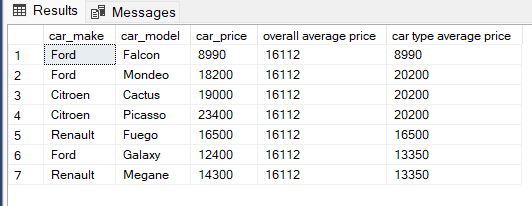 Results Messages
car_make car_model car_price overall average price car type average price
1 Ford Falcon 8990 16112 8990
2 Ford Mondeo 18200 16112 20200
3 Citroen Cactus 19000 16112 20200
4 Citroen Picasso 23400 16112 20200
5 Renault Fuego 16500 16112 16500
6 Ford Galaxy 12400 16112 13350
7 Renault Megane 14300 16112 13350